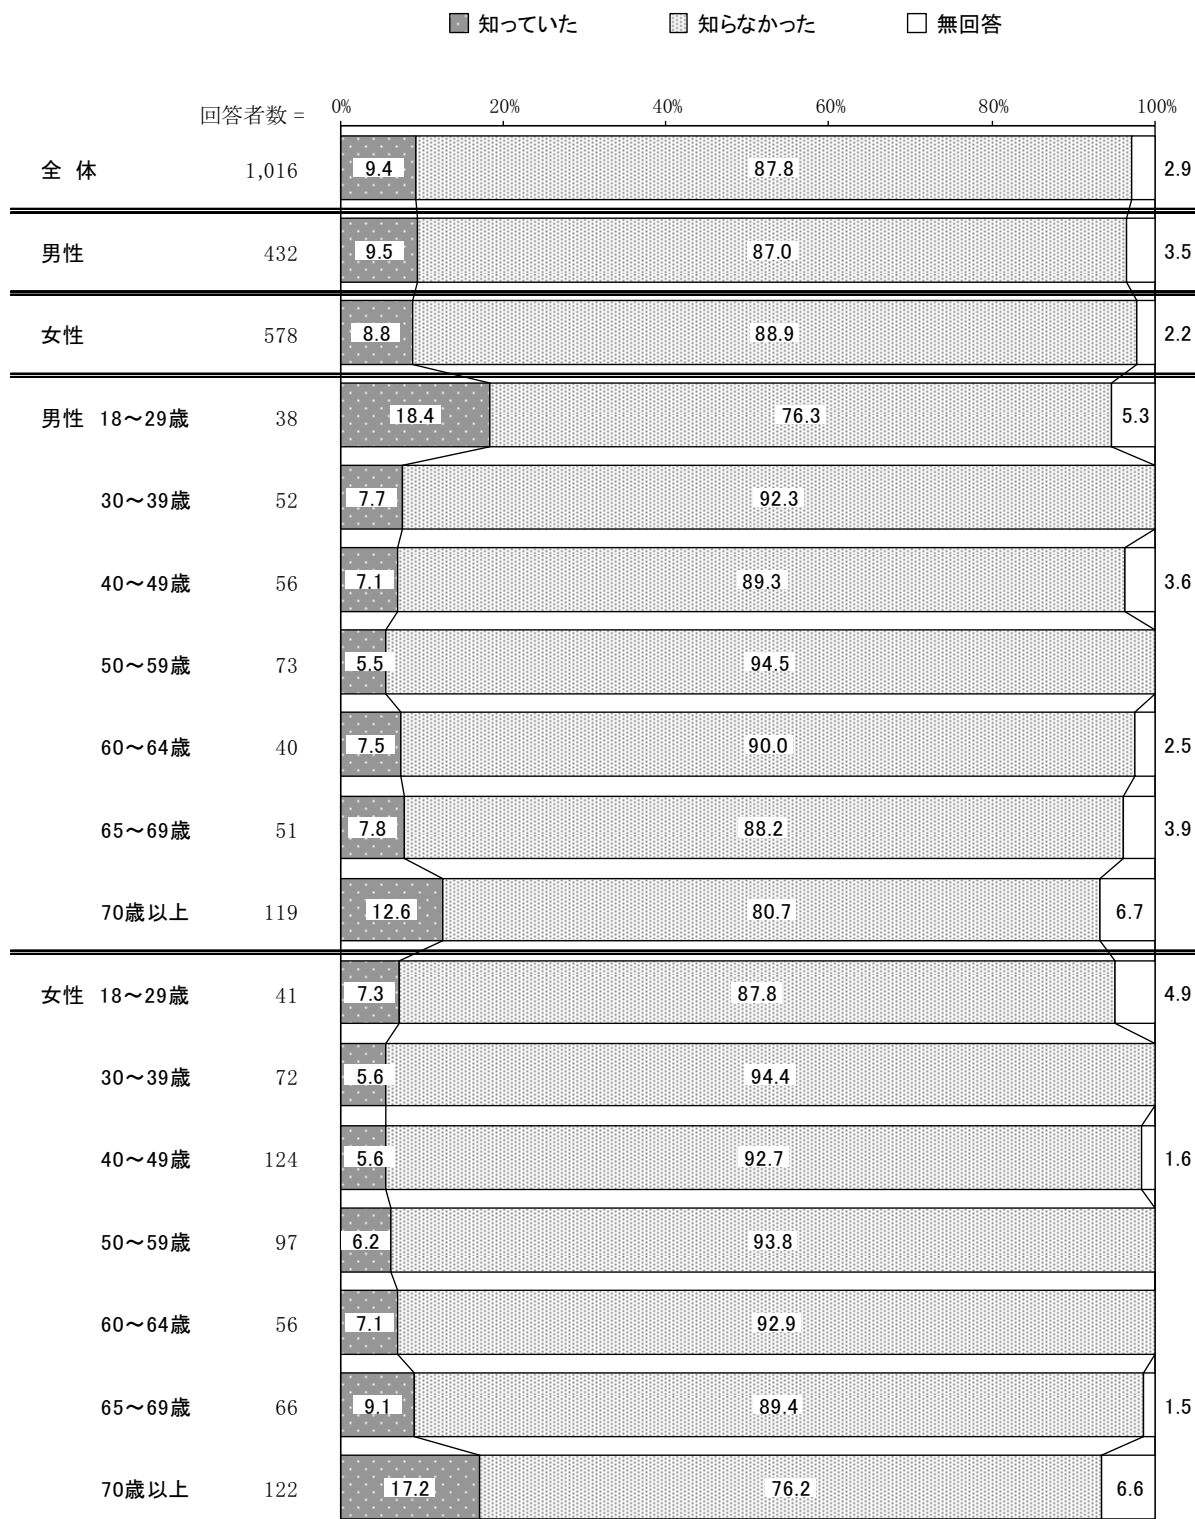 知っていた 知らなかった 無回答
回答者数 = 0% 20% 40% 60% 80% 100%
全 体 1,016 9.4 87.8 2.9
男性 432 9.5 87.0 3.5
女性 578 8.8 88.9 2.2
男性 18～29歳 38 18.4 76.3 5.3
30～39歳 52 7.7 92.3
40～49歳 56 7.1 89.3 3.6
50～59歳 73 5.5 94.5
60～64歳 40 7.5 90.0 2.5
65～69歳 51 7.8 88.2 3.9
70歳以上 119 12.6 80.7 6.7
女性 18～29歳 41 7.3 87.8 4.9
30～39歳 72 5.6 94.4
40～49歳 124 5.6 92.7 1.6
50～59歳 97 6.2 93.8
60～64歳 56 7.1 92.9
65～69歳 66 9.1 89.4 1.5
70歳以上 122 17.2 76.2 6.6